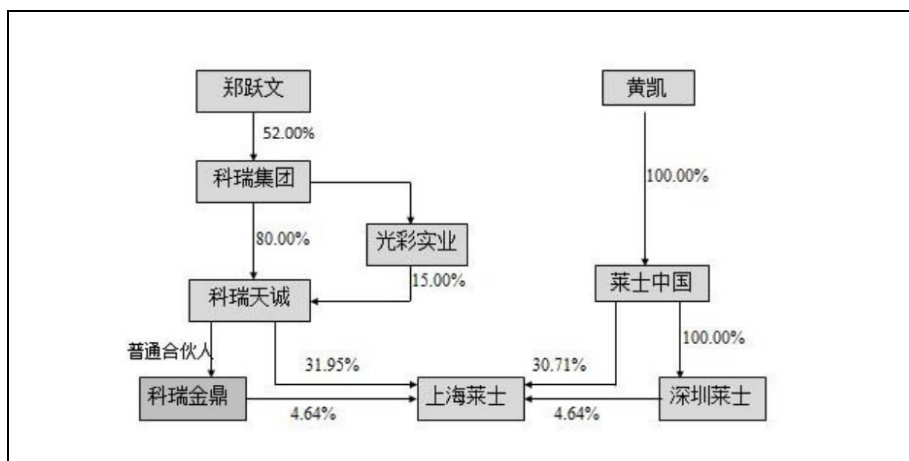 郑跃文
黄凯
52.00%
科瑞集团
100.00%
80.00%
光彩实业
15.00%
科瑞天诚
莱士中国
普通合伙人
100.00%
31.95%
30.71%
科瑞金鼎
上海莱士
深圳莱士
4.64%
4.64%